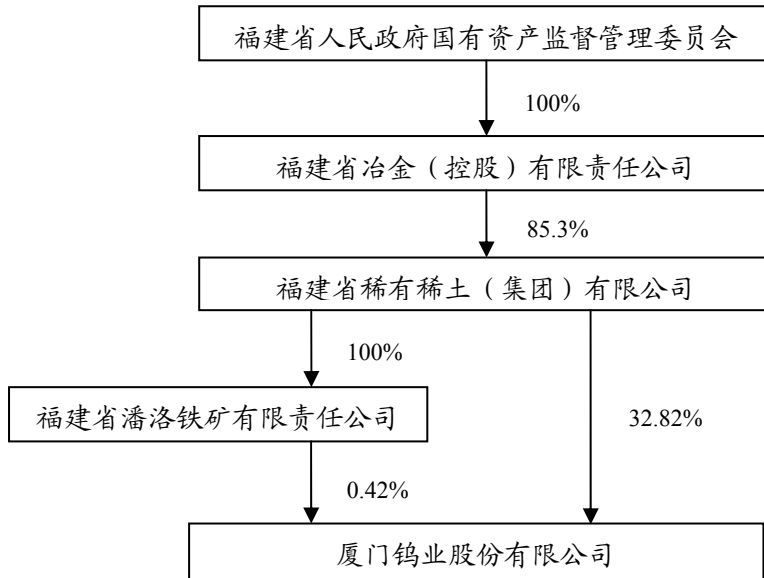 福建省人民政府国有资产监督管理委员会
100%
福建省冶金（控股）有限责任公司
85.3%
福建省稀有稀土（集团）有限公司
100%
福建省潘洛铁矿有限责任公司
32.82%
0.42%
厦门钨业股份有限公司